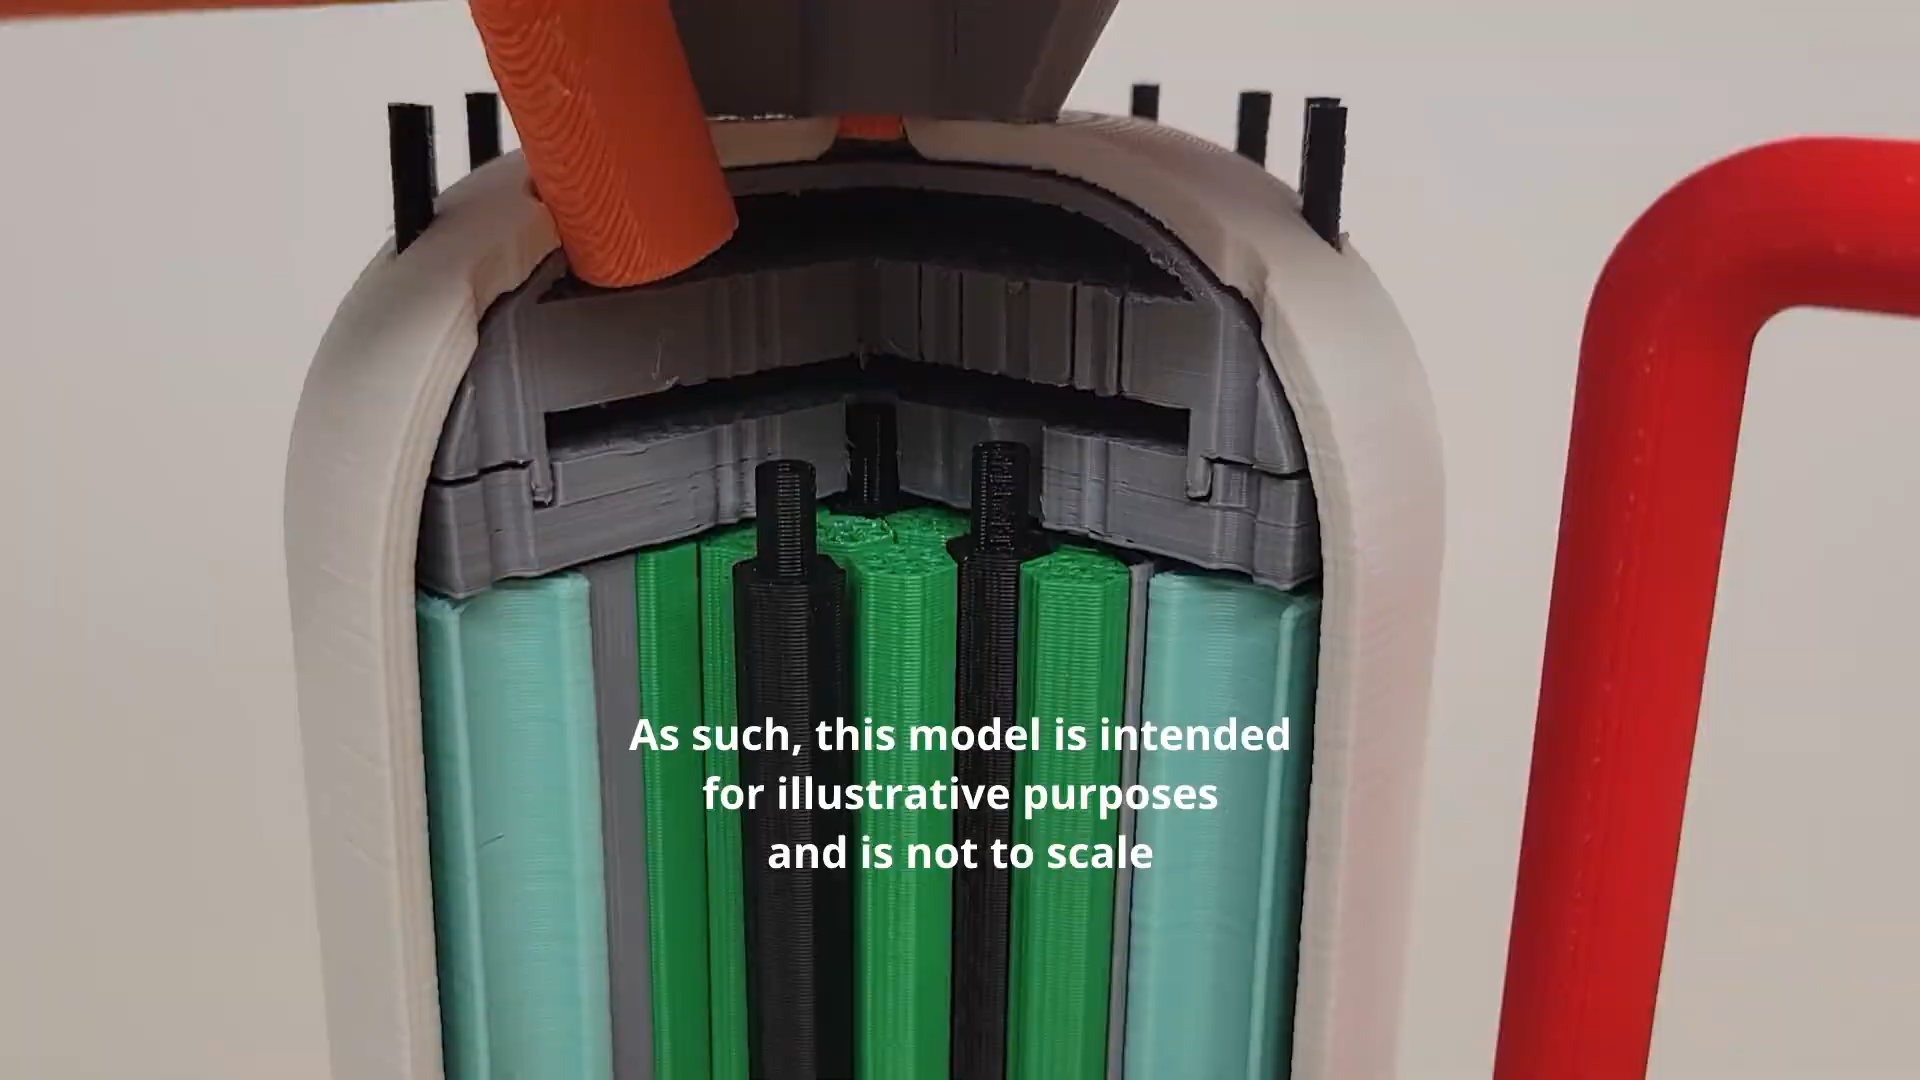 As such, this model is intended
for illustrative purposes
and is not to scale